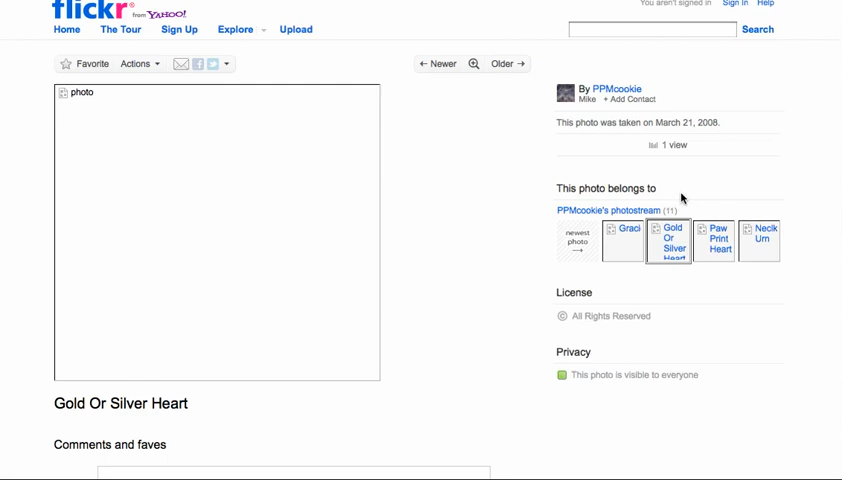 flickr from YAHOO!
You aren't signed in Sign In Help
Home The Tour Sign Up Explore Upload
Search
Favorite Actions
← Newer Older →
photo
By PPMcookie
Mike + Add Contact
This photo was taken on March 21, 2008.
1 view
This photo belongs to
PPMcookie's photostream (11)
newest photo →
Graci
Gold Or Silver Heart
Paw Print Heart
Neclk Urn
License
© All Rights Reserved
Privacy
This photo is visible to everyone
Gold Or Silver Heart
Comments and faves